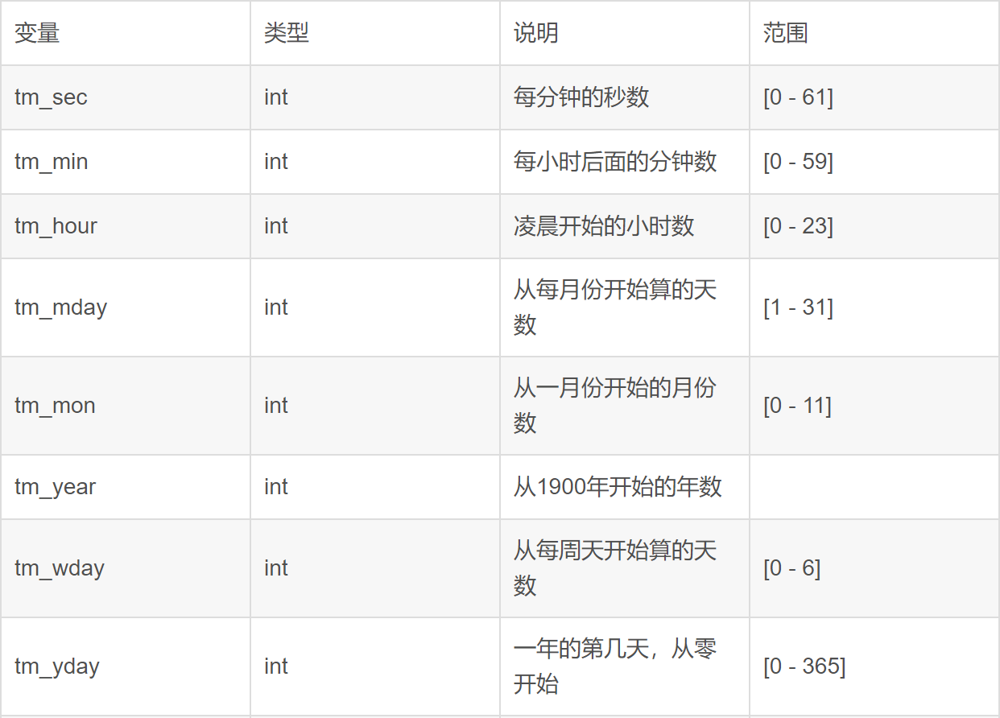 变量 类型 说明 范围
tm_sec int 每分钟的秒数 [0 - 61]
tm_min int 每小时后面的分钟数 [0 - 59]
tm_hour int 凌晨开始的小时数 [0 - 23]
tm_mday int 从每月份开始算的天
数 [1 - 31]
tm_mon int 从一月份开始的月份
数 [0 - 11]
tm_year int 从1900年开始的年数
tm_wday int 从每周天开始算的天
数 [0 - 6]
tm_yday int 一年的第几天，从零
开始 [0 - 365]